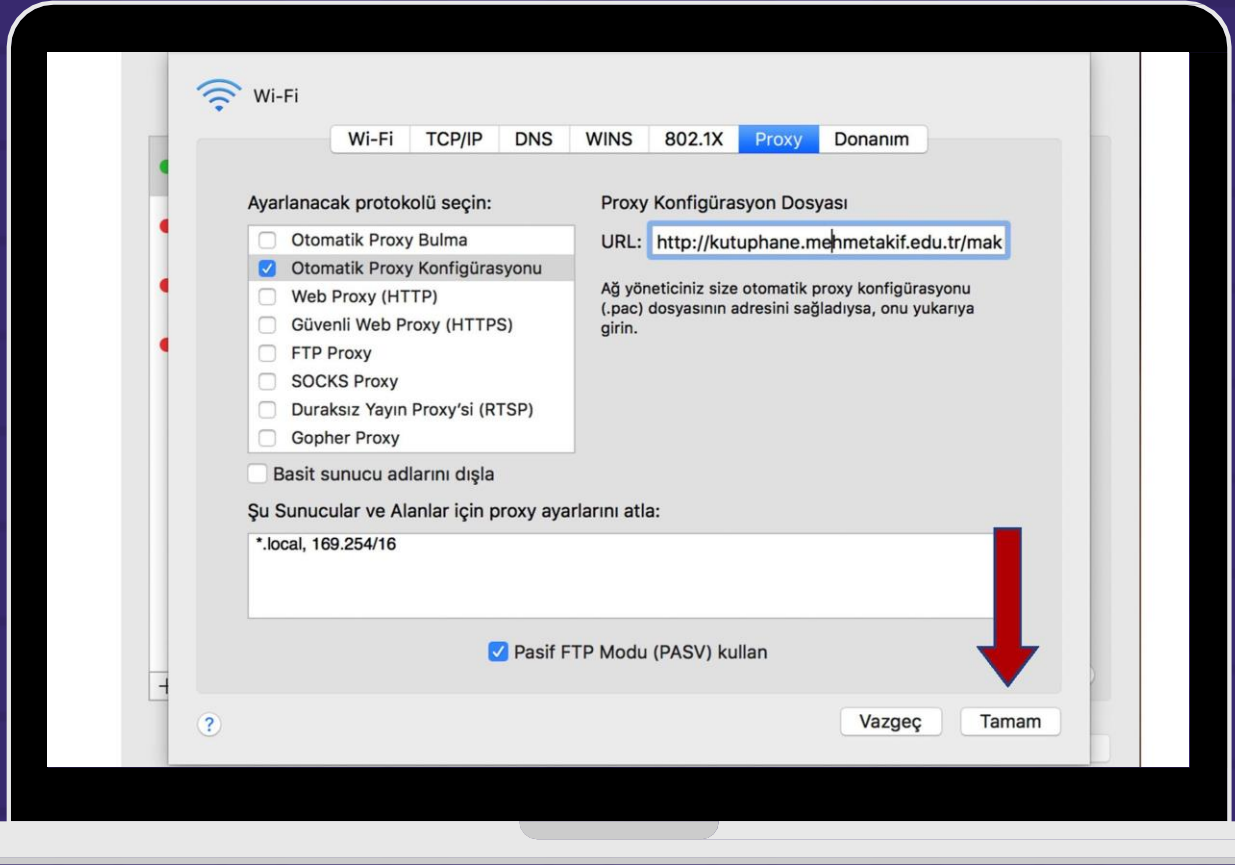 Wi-Fi
Wi-Fi TCP/IP DNS WINS 802.1X Proxy Donanım
Ayarlanacak protokolü seçin:
Otomatik Proxy Bulma
Otomatik Proxy Konfigürasyonu
Web Proxy (HTTP)
Güvenli Web Proxy (HTTPS)
FTP Proxy
SOCKS Proxy
Duraksız Yayın Proxy’si (RTSP)
Gopher Proxy
Basit sunucu adlarını dışla
Proxy Konfigürasyon Dosyası
URL: http://kutuphane.mehmetakif.edu.tr/mak
Ağ yöneticiniz size otomatik proxy konfigürasyonu
(.pac) dosyasının adresini sağladıysa, onu yukarıya
girin.
Şu Sunucular ve Alanlar için proxy ayarlarını atla:
*.local, 169.254/16
Pasif FTP Modu (PASV) kullan
+
?
Vazgeç Tamam